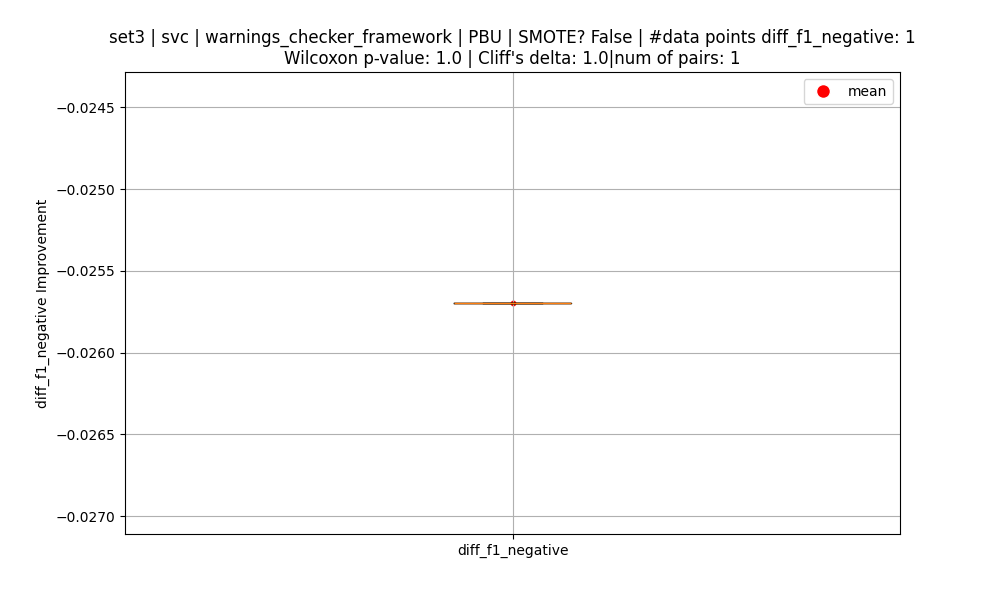 set3 | svc | warnings_checker_framework | PBU | SMOTE? False | #data points diff_f1_negative: 1
Wilcoxon p-value: 1.0 | Cliff's delta: 1.0|num of pairs: 1
mean
−0.0245
−0.0250
−0.0255
−0.0260
−0.0265
−0.0270
diff_f1_negative Improvement
diff_f1_negative